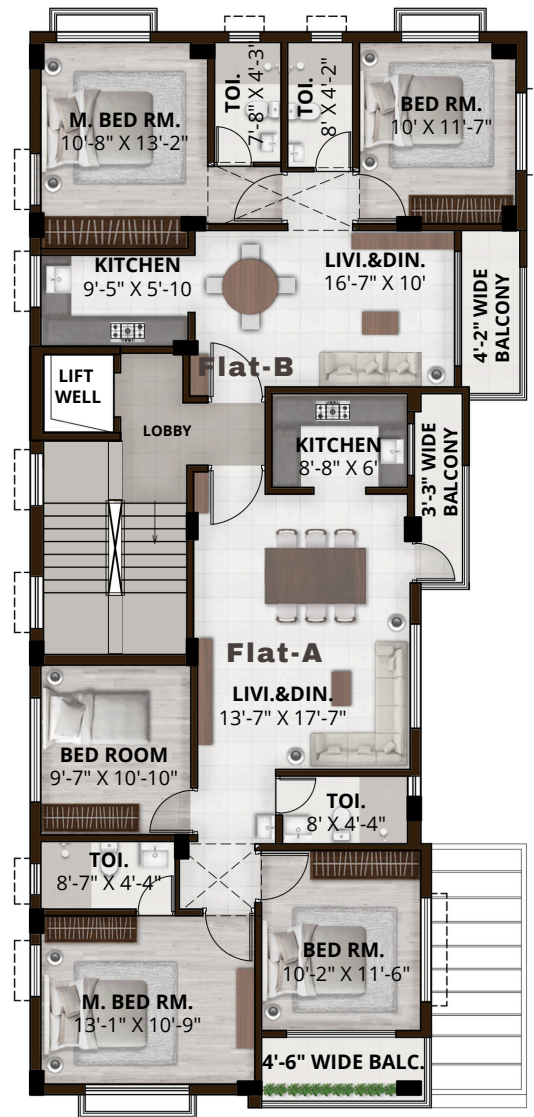 M. BED RM.
10'-8" X 13'-2"
TOI.
7'-8" X 4'-3'
TOI.
8' X 4'-2"
BED RM.
10' X 11'-7"
KITCHEN
9'-5" X 5'-10
LIVI.&DIN.
16'-7" X 10'
4'-2" WIDE
BALCONY
Flat-B
LIFT
WELL
LOBBY
KITCHEN
8'-8" X 6'
3'-3" WIDE
BALCONY
Flat-A
LIVI.&DIN.
13'-7" X 17'-7"
BED ROOM
9'-7" X 10'-10"
TOI.
8' X 4'-4"
TOI.
8'-7" X 4'-4"
BED RM.
10'-2" X 11'-6"
M. BED RM.
13'-1" X 10'-9"
4'-6" WIDE BALC.